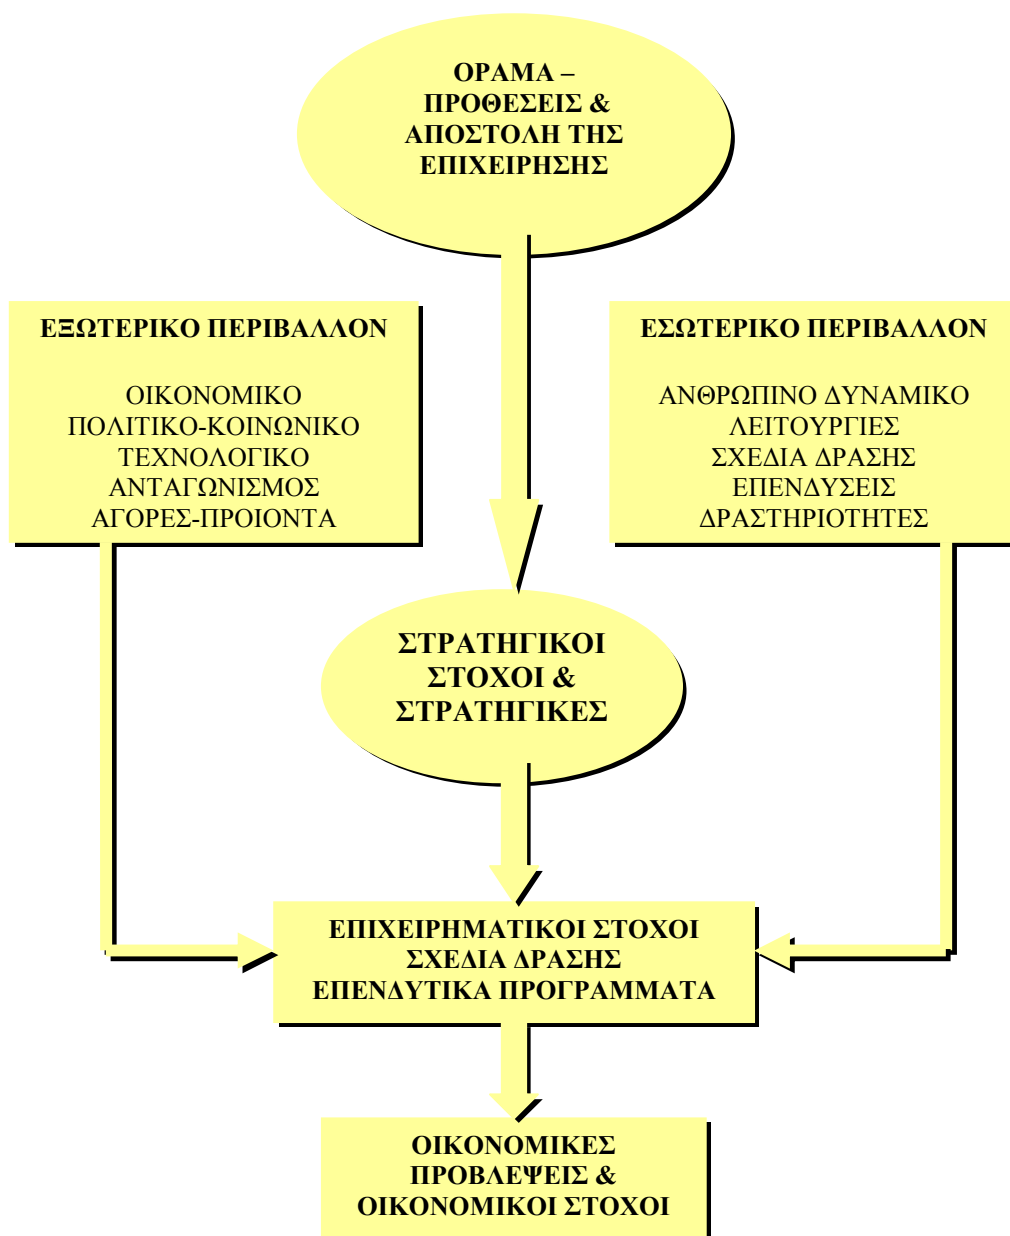 ΟΡΑΜΑ –
ΠΡΟΘΕΣΕΙΣ &
ΑΠΟΣΤΟΛΗ ΤΗΣ
ΕΠΙΧΕΙΡΗΣΗΣ
ΕΞΩΤΕΡΙΚΟ ΠΕΡΙΒΑΛΛΟΝ
ΟΙΚΟΝΟΜΙΚΟ
ΠΟΛΙΤΙΚΟ-ΚΟΙΝΩΝΙΚΟ
ΤΕΧΝΟΛΟΓΙΚΟ
ΑΝΤΑΓΩΝΙΣΜΟΣ
ΑΓΟΡΕΣ-ΠΡΟΙΟΝΤΑ
ΕΣΩΤΕΡΙΚΟ ΠΕΡΙΒΑΛΛΟΝ
ΑΝΘΡΩΠΙΝΟ ΔΥΝΑΜΙΚΟ
ΛΕΙΤΟΥΡΓΙΕΣ
ΣΧΕΔΙΑ ΔΡΑΣΗΣ
ΕΠΕΝΔΥΣΕΙΣ
ΔΡΑΣΤΗΡΙΟΤΗΤΕΣ
ΣΤΡΑΤΗΓΙΚΟΙ
ΣΤΟΧΟΙ &
ΣΤΡΑΤΗΓΙΚΕΣ
ΕΠΙΧΕΙΡΗΜΑΤΙΚΟΙ ΣΤΟΧΟΙ
ΣΧΕΔΙΑ ΔΡΑΣΗΣ
ΕΠΕΝΔΥΤΙΚΑ ΠΡΟΓΡΑΜΜΑΤΑ
ΟΙΚΟΝΟΜΙΚΕΣ
ΠΡΟΒΛΕΨΕΙΣ &
ΟΙΚΟΝΟΜΙΚΟΙ ΣΤΟΧΟΙ